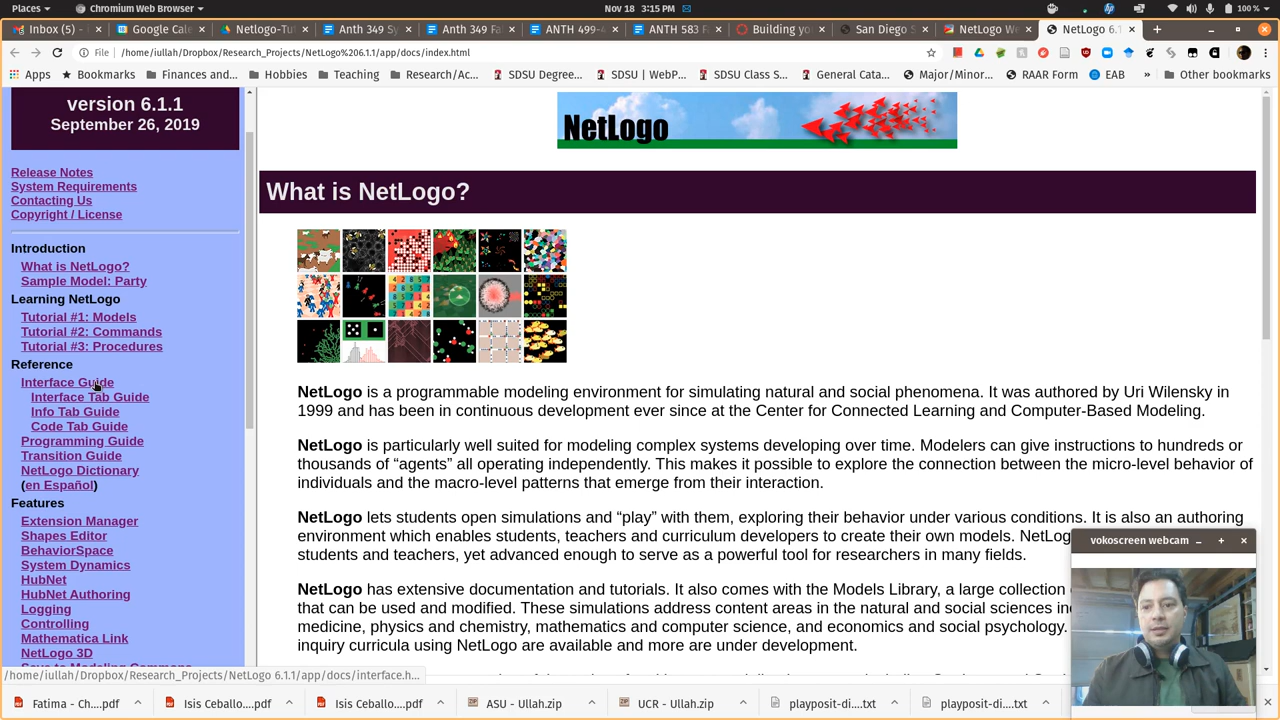 Places
Chromium Web Browser
Nov 18 3:15 PM
100 %
Inbox (5) -
Google Cale
Netlogo-Tu
Anth 349 Sy
Anth 349 Fa
ANTH 499-
ANTH 583 F
Building yo
San Diego S
NetLogo We
NetLogo 6.1
File
/home/iullah/Dropbox/Research_Projects/NetLogo%206.1.1/app/docs/index.html
Apps
Bookmarks
Finances and...
Hobbies
Teaching
Research/Ac...
SDSU Degree...
SDSU | WebP...
SDSU Class S...
General Cata...
Major/Minor...
RAAR Form
EAB
»
Other bookmarks
version 6.1.1
September 26, 2019
Release Notes
System Requirements
Contacting Us
Copyright / License
Introduction
What is NetLogo?
Sample Model: Party
Learning NetLogo
Tutorial #1: Models
Tutorial #2: Commands
Tutorial #3: Procedures
Reference
Interface Guide
Interface Tab Guide
Info Tab Guide
Code Tab Guide
Programming Guide
Transition Guide
NetLogo Dictionary
(en Español)
Features
Extension Manager
Shapes Editor
BehaviorSpace
System Dynamics
HubNet
HubNet Authoring
Logging
Controlling
Mathematica Link
NetLogo 3D
NetLogo
What is NetLogo?
NetLogo is a programmable modeling environment for simulating natural and social phenomena. It was authored by Uri Wilensky in
1999 and has been in continuous development ever since at the Center for Connected Learning and Computer-Based Modeling.
NetLogo is particularly well suited for modeling complex systems developing over time. Modelers can give instructions to hundreds or
thousands of “agents” all operating independently. This makes it possible to explore the connection between the micro-level behavior of
individuals and the macro-level patterns that emerge from their interaction.
NetLogo lets students open simulations and “play” with them, exploring their behavior under various conditions. It is also an authoring
environment which enables students, teachers and curriculum developers to create their own models. NetLog
students and teachers, yet advanced enough to serve as a powerful tool for researchers in many fields.
NetLogo has extensive documentation and tutorials. It also comes with the Models Library, a large collection
that can be used and modified. These simulations address content areas in the natural and social sciences in
medicine, physics and chemistry, mathematics and computer science, and economics and social psychology.
inquiry curricula using NetLogo are available and more are under development.
vokoscreen webcam
/home/iullah/Dropbox/Research_Projects/NetLogo 6.1.1/app/docs/interface.h...
Fatima - Ch....pdf
Isis Ceballo....pdf
Isis Ceballo....pdf
ASU - Ullah.zip
UCR - Ullah.zip
playposit-di....txt
playposit-di....txt